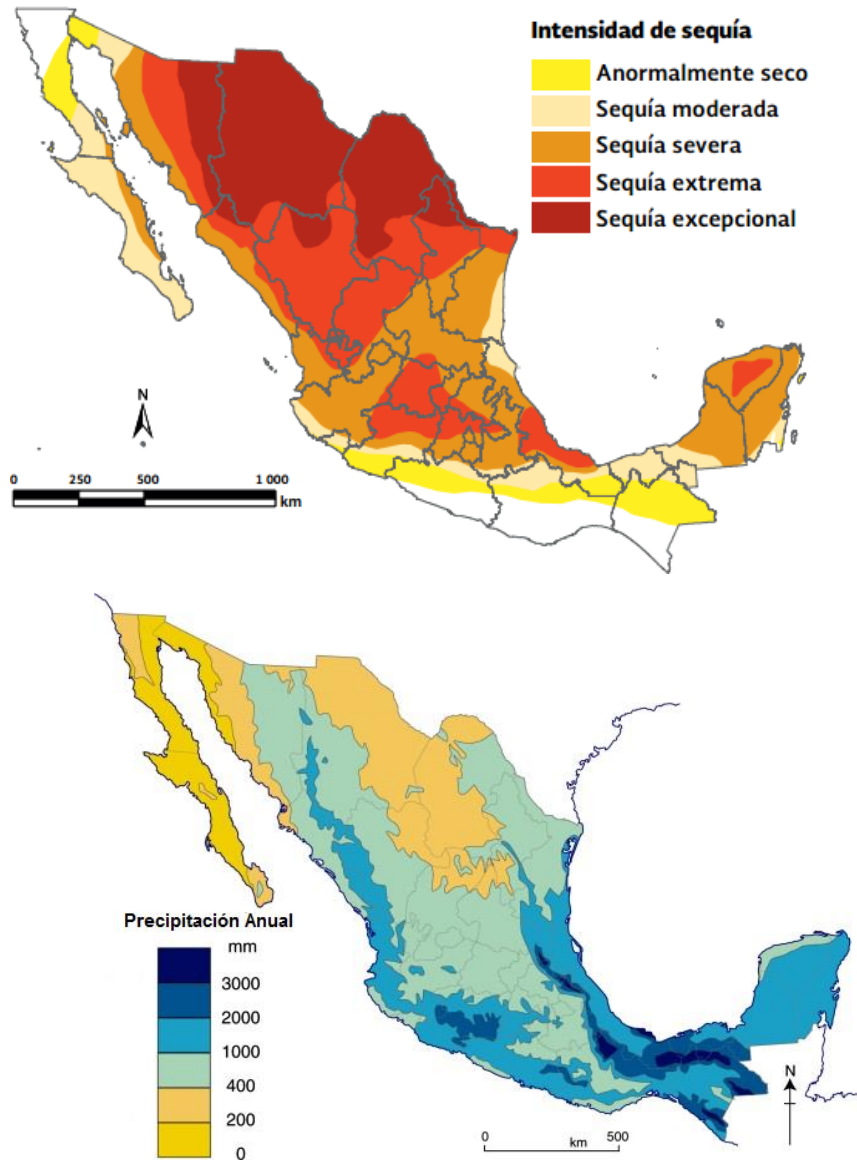 Intensidad de sequía
Anormalmente seco
Sequía moderada
Sequía severa
Sequía extrema
Sequía excepcional
N
0 250 500 1 000
km
Precipitación Anual
mm
3000
2000
1000
400
200
0
N
0 km 500